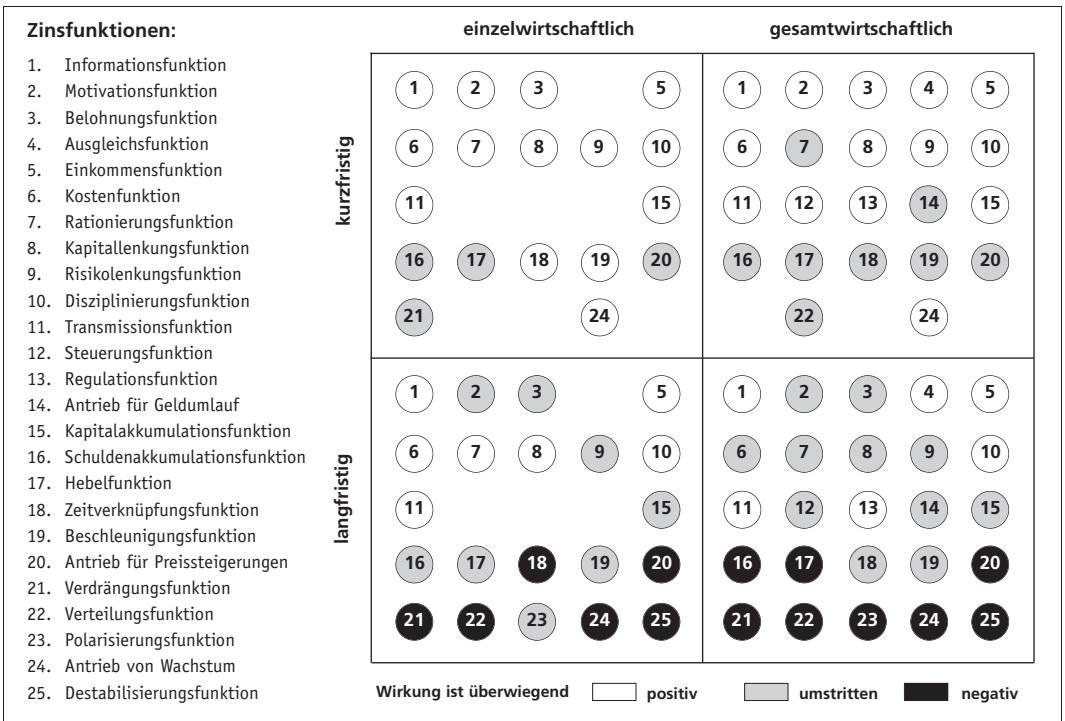 Zinsfunktionen:
1. Informationsfunktion
2. Motivationsfunktion
3. Belohnungsfunktion
4. Ausgleichsfunktion
5. Einkommensfunktion
6. Kostenfunktion
7. Rationierungsfunktion
8. Kapitallenkungsfunktion
9. Risikolenkungsfunktion
10. Disziplinierungsfunktion
11. Transmissionsfunktion
12. Steuerungsfunktion
13. Regulationsfunktion
14. Antrieb für Geldumlauf
15. Kapitalakkumulationsfunktion
16. Schuldenakkumulationsfunktion
17. Hebelfunktion
18. Zeitverknüpfungsfunktion
19. Beschleunigungsfunktion
20. Antrieb für Preissteigerungen
21. Verdrängungsfunktion
22. Verteilungsfunktion
23. Polarisierungsfunktion
24. Antrieb von Wachstum
25. Destabilisierungsfunktion
einzelwirtschaftlich
gesamtwirtschaftlich
kurzfristig
1 2 3 5
6 7 8 9 10
11 15
16 17 18 19 20
21 24
1 2 3 4 5
6 7 8 9 10
11 12 13 14 15
16 17 18 19 20
22 24
langfristig
1 2 3 5
6 7 8 9 10
11 15
16 17 18 19 20
21 22 23 24 25
1 2 3 4 5
6 7 8 9 10
11 12 13 14 15
16 17 18 19 20
21 22 23 24 25
Wirkung ist überwiegend positiv umstritten negativ